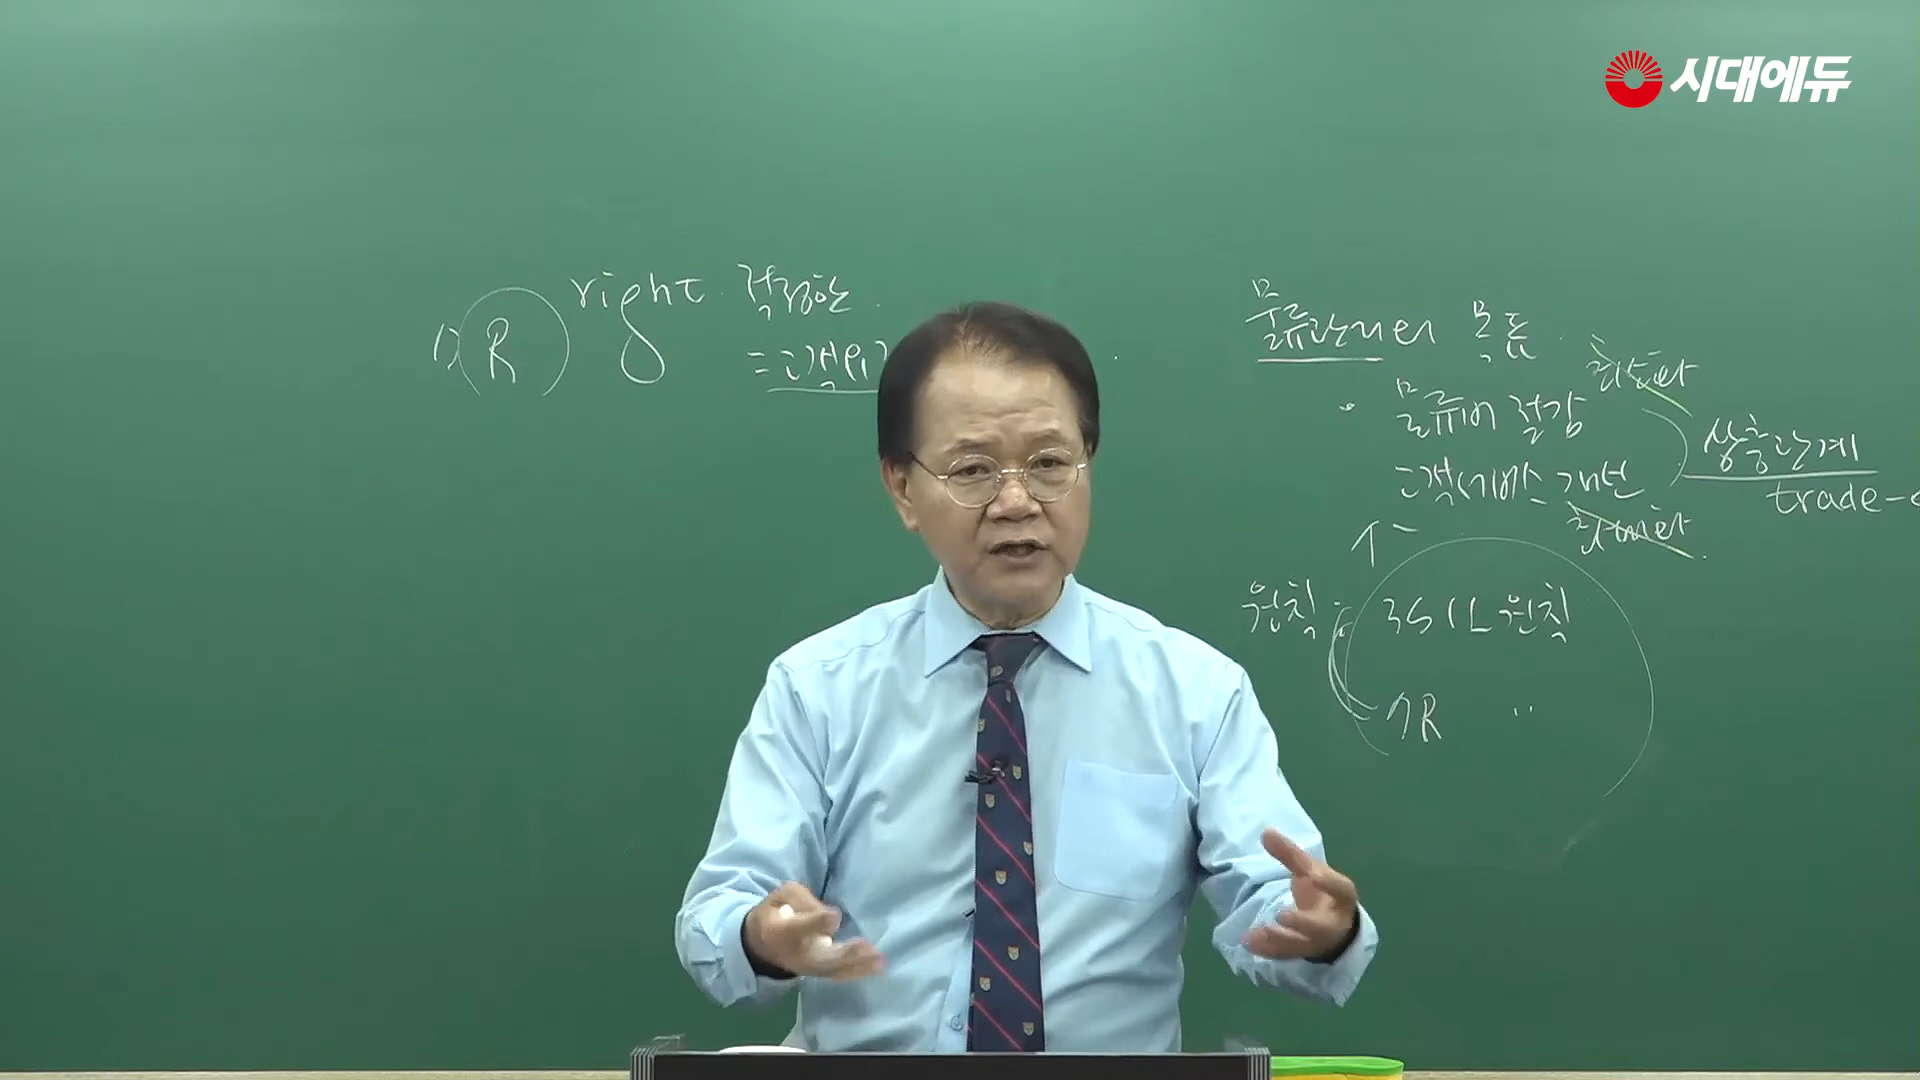 시대에듀
1) R right 적정한
= 고객이
물류관리의 목표
최소화
물류비 절감
상충관계
고객서비스 개선
trade-
최대화
원칙 : 3S 1L 원칙
7R "